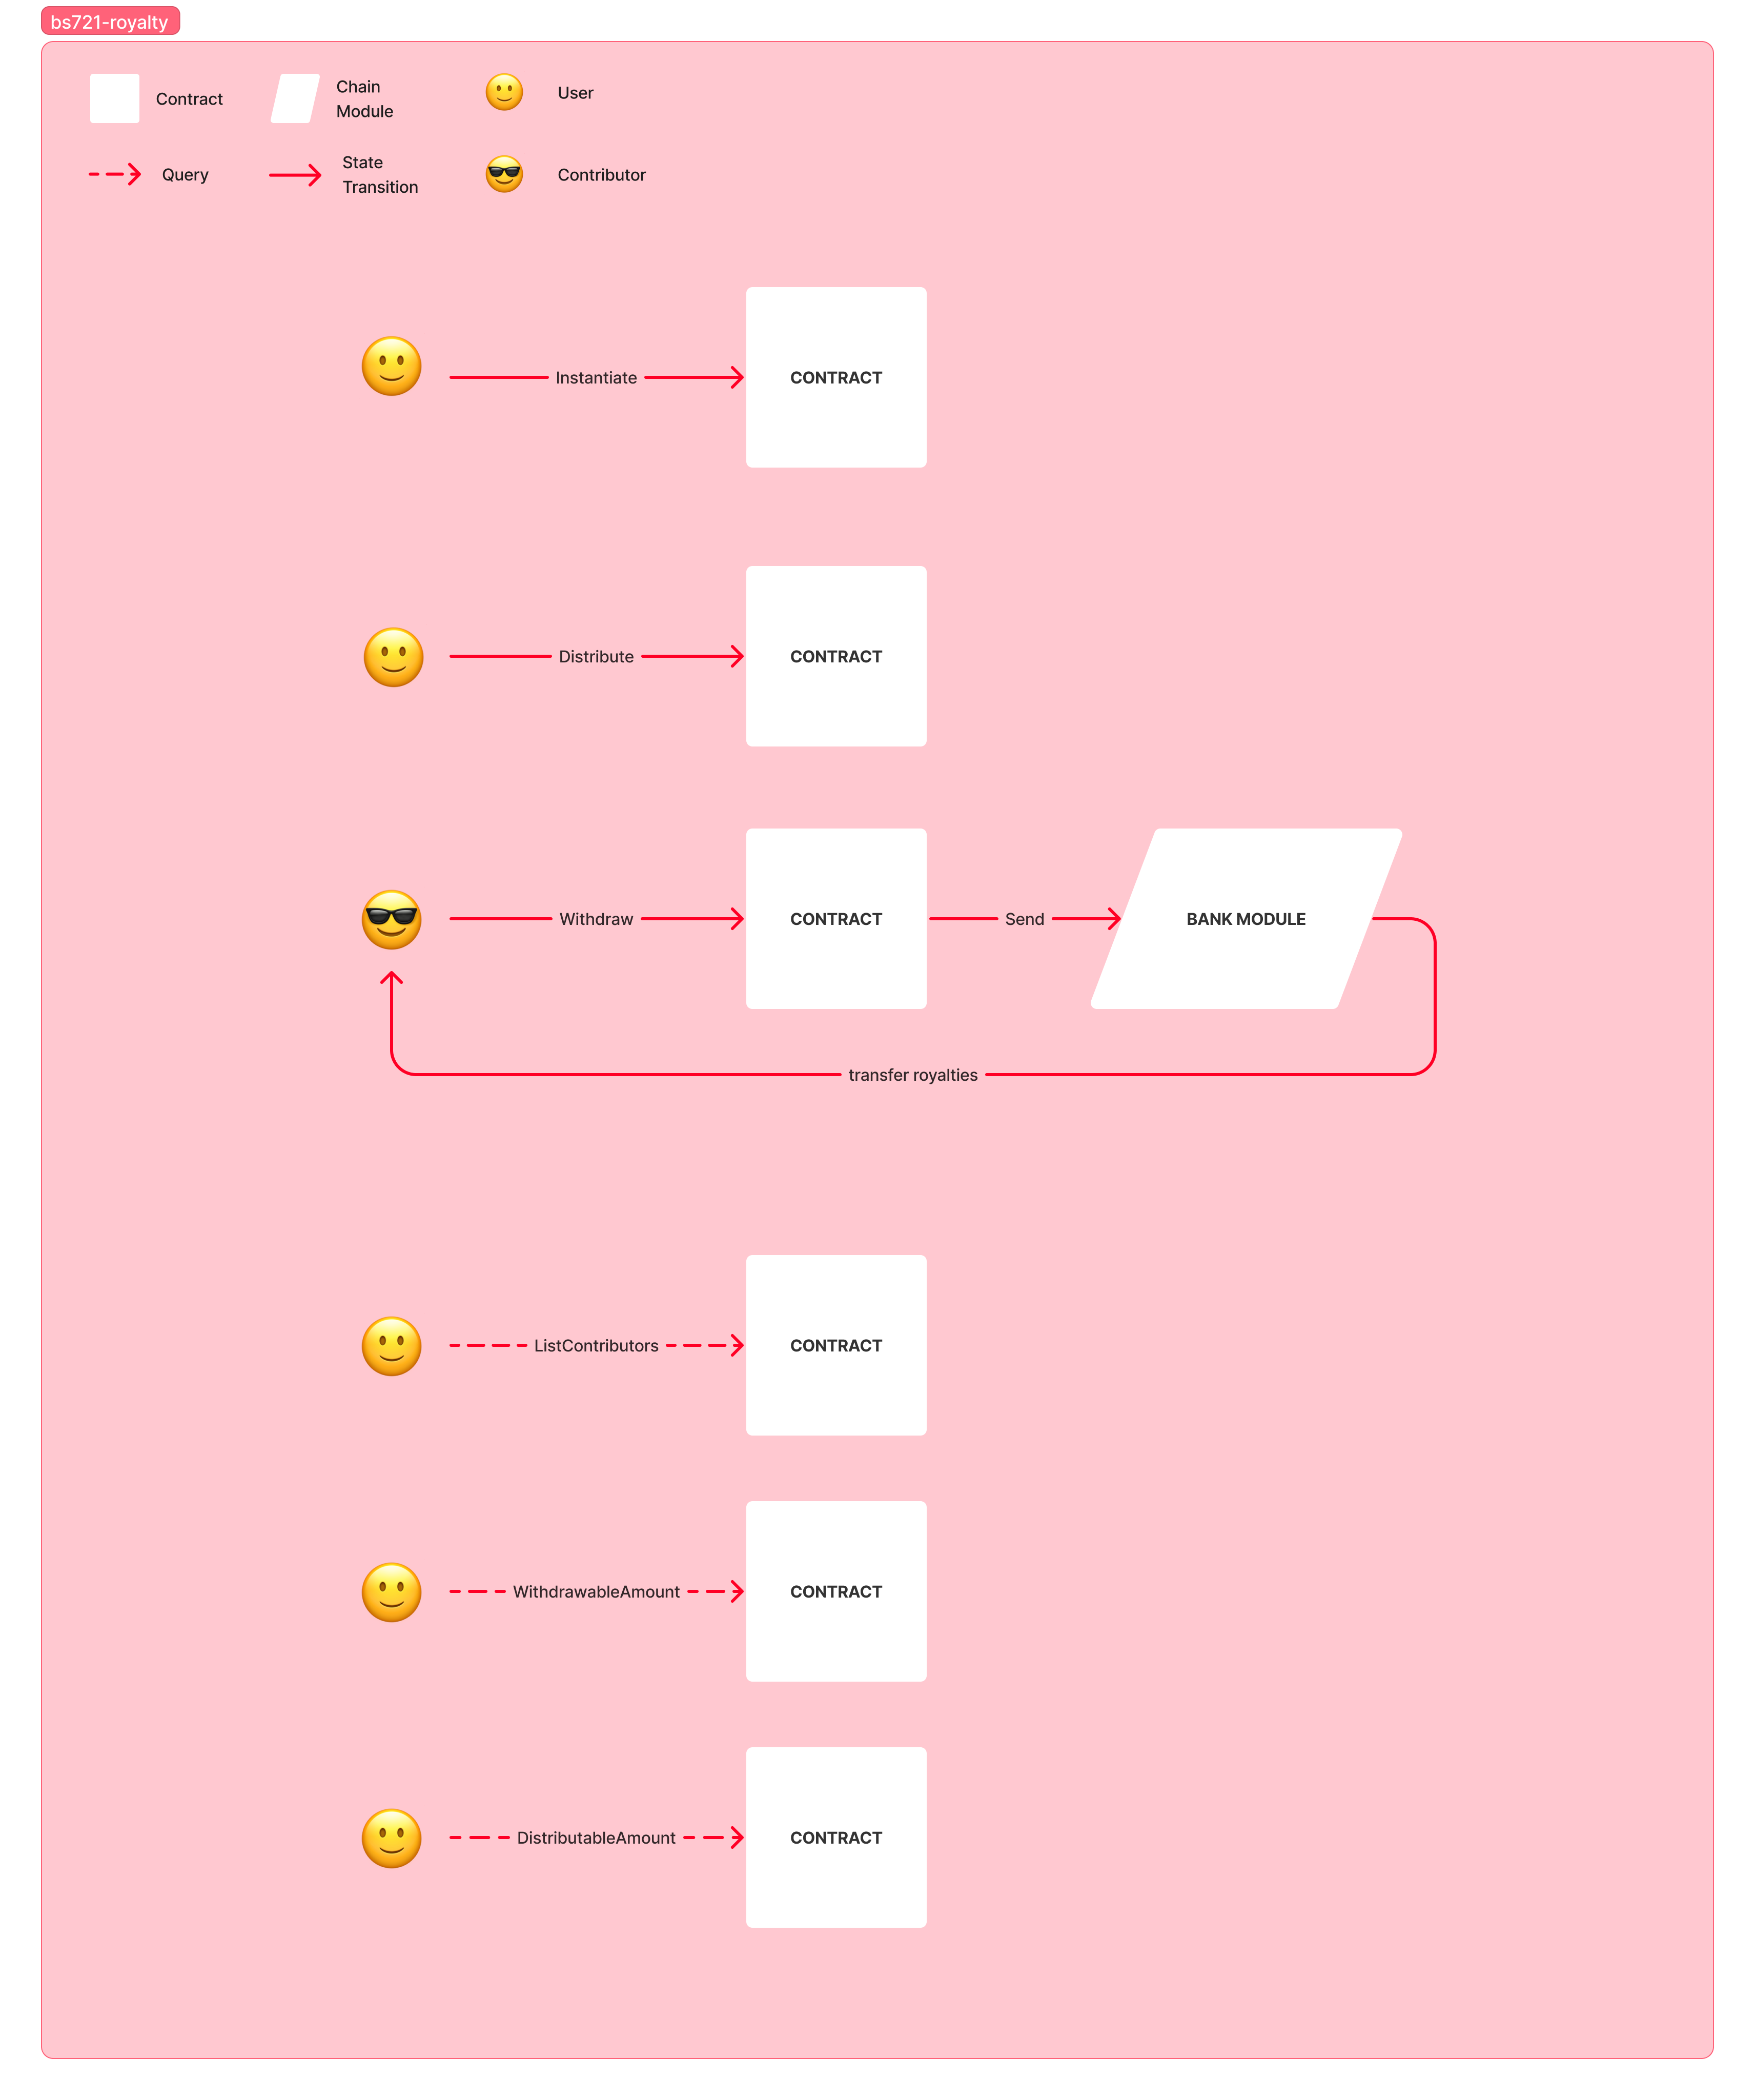 bs721-royalty
Contract
Chain
Module
User
Query
State
Transition
Contributor
Instantiate
CONTRACT
Distribute
CONTRACT
Withdraw
CONTRACT
Send
BANK MODULE
transfer royalties
ListContributors
CONTRACT
WithdrawableAmount
CONTRACT
DistributableAmount
CONTRACT